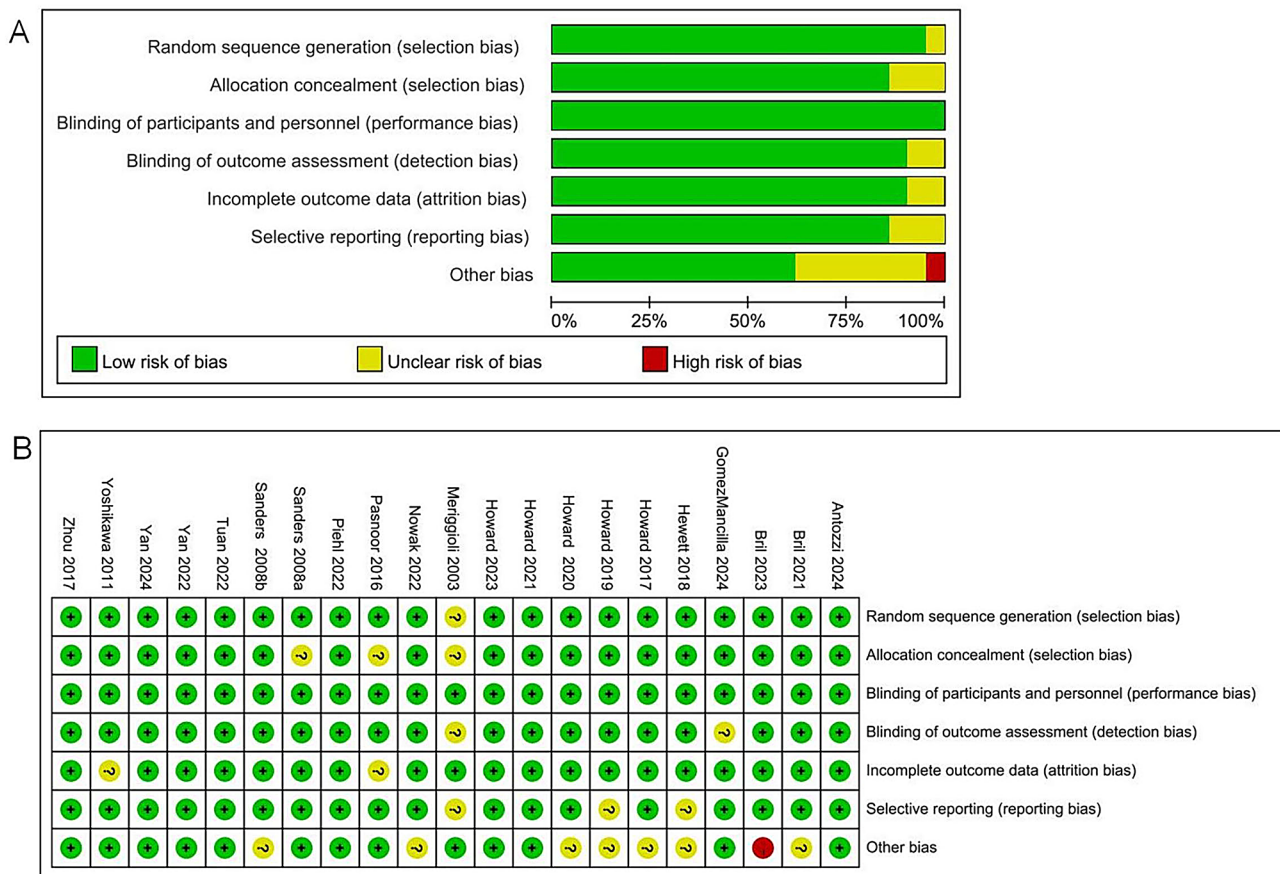 A
Random sequence generation (selection bias)
Allocation concealment (selection bias)
Blinding of participants and personnel (performance bias)
Blinding of outcome assessment (detection bias)
Incomplete outcome data (attrition bias)
Selective reporting (reporting bias)
Other bias
0% 25% 50% 75% 100%
Low risk of bias Unclear risk of bias High risk of bias
B
Zhou 2017
Yoshikawa 2011
Yan 2024
Yan 2022
Tuan 2022
Sanders 2008b
Sanders 2008a
Piehl 2022
Pasnoor 2016
Nowak 2022
Meriggioli 2003
Howard 2023
Howard 2021
Howard 2020
Howard 2019
Howard 2017
Hewett 2018
GomezMancilla 2024
Bril 2023
Bril 2021
Antozzi 2024
+ + + + + + + + + + ? + + + + + + + + + + Random sequence generation (selection bias)
+ + + + + + ? + ? + ? + + + + + + + + + + Allocation concealment (selection bias)
+ + + + + + + + + + + + + + + + + + + + + Blinding of participants and personnel (performance bias)
+ + + + + + + + + + ? + + + + + + ? + + + Blinding of outcome assessment (detection bias)
+ ? + + + + + + ? + + + + + + + + + + + + Incomplete outcome data (attrition bias)
+ + + + + + + + + + ? + + + ? + ? + + + + Selective reporting (reporting bias)
+ + + + + ? + + + ? + + + ? ? ? ? + - ? + Other bias